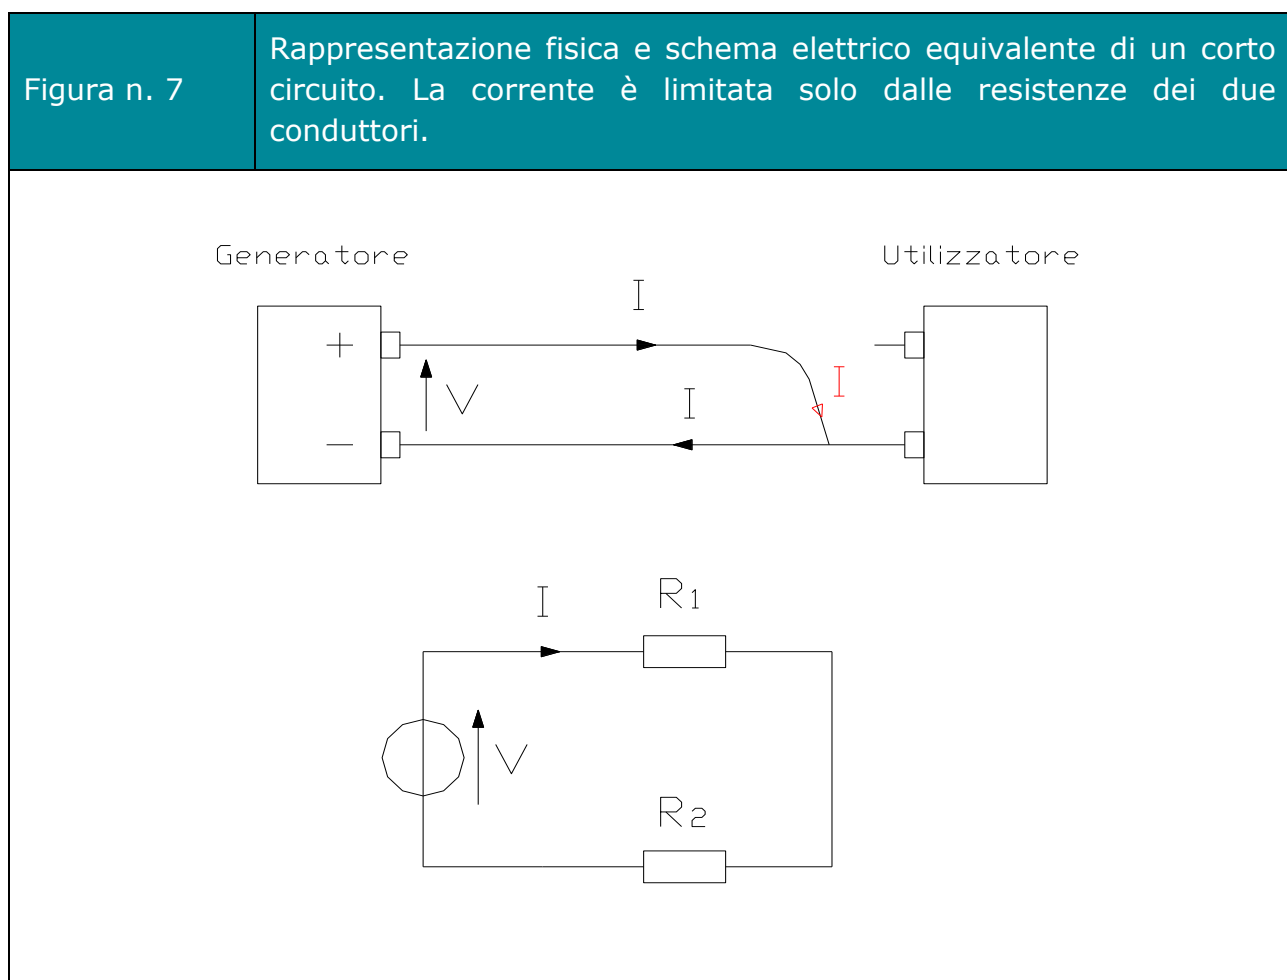 Figura n. 7
Rappresentazione fisica e schema elettrico equivalente di un corto
circuito. La corrente è limitata solo dalle resistenze dei due
conduttori.
Generatore
Utilizzatore
I
+
V
I
I
–
I
R1
V
R2